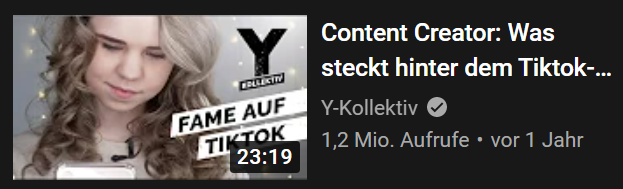 Y
KOLLEKTIV
FAME AUF
TIKTOK
23:19
Content Creator: Was
steckt hinter dem Tiktok-...
Y-Kollektiv
1,2 Mio. Aufrufe • vor 1 Jahr